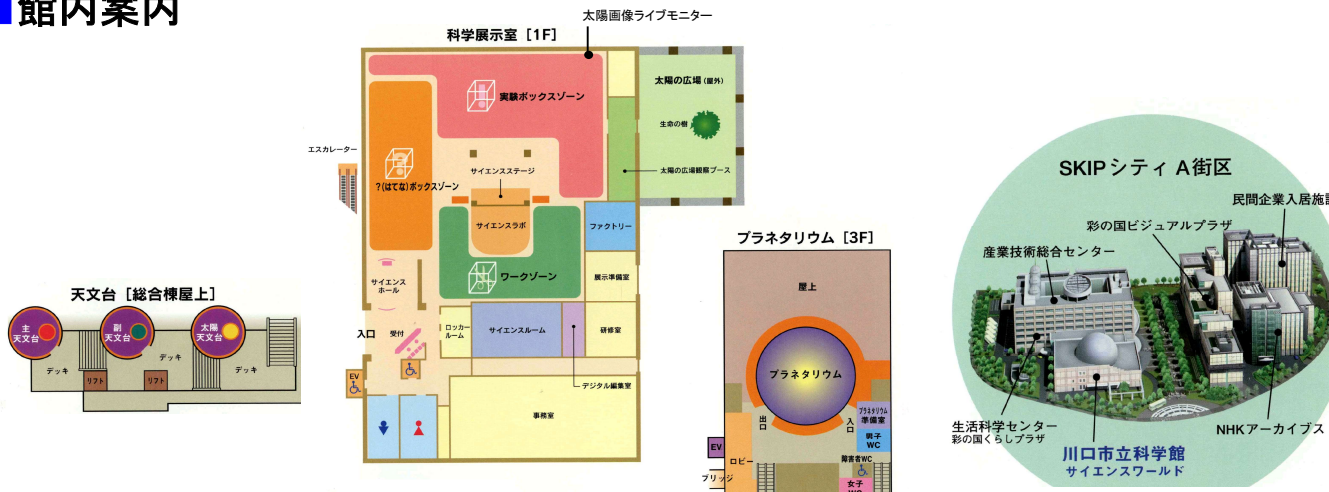 館内案内
太陽画像ライブモニター
科学展示室［1F］
太陽の広場（屋外）
実験ボックスゾーン
生命の樹
エスカレーター
サイエンスステージ
太陽の広場観察ブース
？(はてな)ボックスゾーン
サイエンスラボ
ファクトリー
ワークゾーン
展示準備室
サイエンス
ホール
入口
受付
ロッカー
ルーム
サイエンスルーム
研修室
EV
デジタル編集室
事務室
天文台［総合棟屋上］
主
天文台
副
天文台
太陽
天文台
デッキ
デッキ
デッキ
リフト
リフト
プラネタリウム［3F］
屋上
プラネタリウム
出口
入口
プラネタリウム
準備室
男子
WC
EV
ロビー
障害者WC
ブリッジ
女子
WC
SKIPシティ A街区
民間企業入居施設
彩の国ビジュアルプラザ
産業技術総合センター
生活科学センター
彩の国くらしプラザ
NHKアーカイブス
川口市立科学館
サイエンスワールド